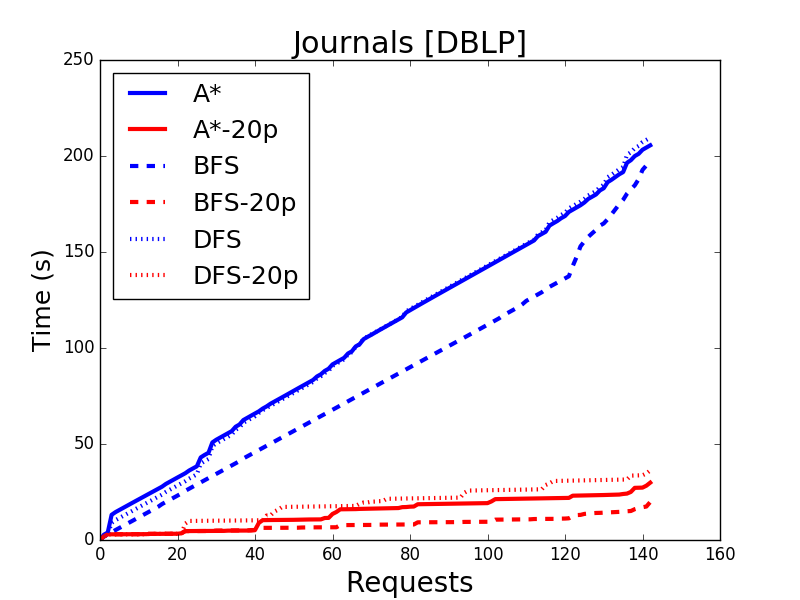 Journals [DBLP]
250
200
150
100
50
0
Time (s)
A*
A*-20p
BFS
BFS-20p
DFS
DFS-20p
0 20 40 60 80 100 120 140 160
Requests